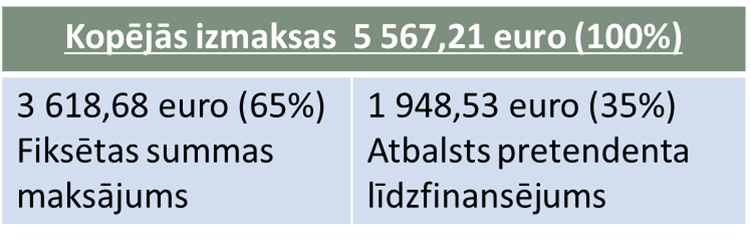 Kopējās izmaksas 5 567,21 euro (100%)
3 618,68 euro (65%)
Fiksētas summas
maksājums
1 948,53 euro (35%)
Atbalsts pretendenta
līdzfinansējums